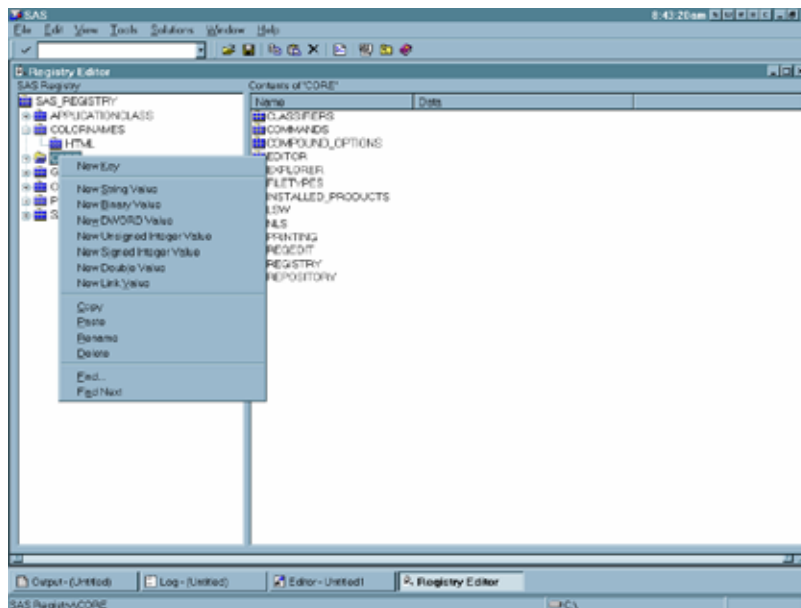 SAS
8:43:20am
File Edit View Tools Solutions Window Help
Registry Editor
SAS Registry
Contents of "CORE"
SAS_REGISTRY
APPLICATIONCLASS
COLORNAMES
HTML
Name Data
CLASSIFIERS
COMMANDS
COMPOUND_OPTIONS
EDITOR
EXPLORER
FILETYPES
INSTALLED_PRODUCTS
LSW
NLS
PRINTING
REGEDIT
REGISTRY
REPOSITORY
New Key
New String Value
New Binary Value
New DWORD Value
New Unsigned Integer Value
New Signed Integer Value
New Double Value
New Link Value
Copy
Paste
Rename
Delete
Find...
Find Next
Output - (Untitled) Log - (Untitled) Editor - Untitled1 Registry Editor
SAS Registry\CORE C:\